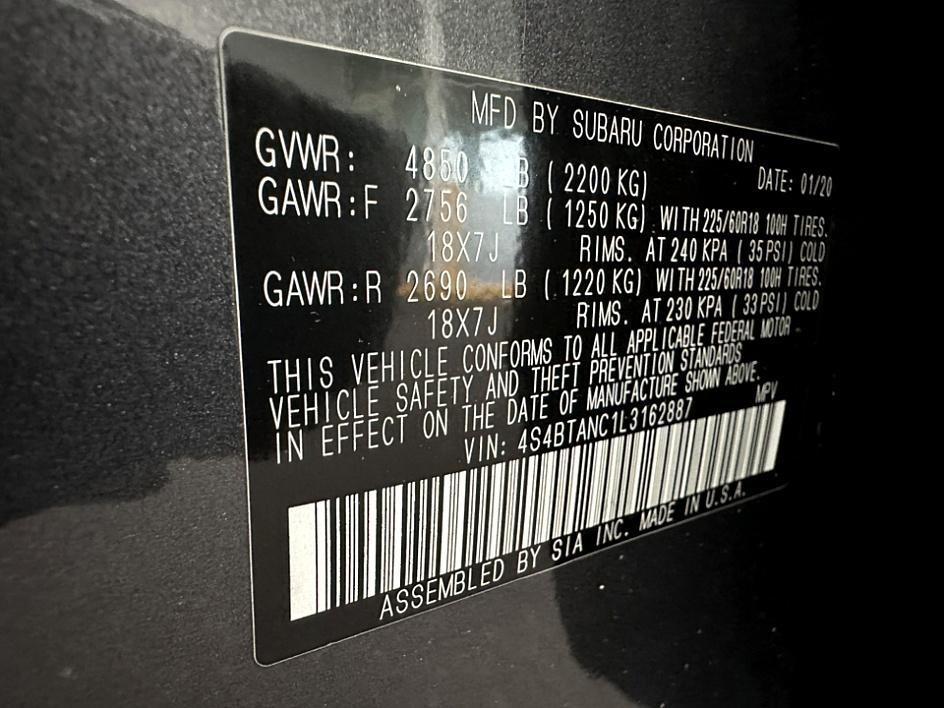 MFD BY SUBARU CORPORATION
GVWR: 4850 LB (2200 KG) DATE: 01/20
GAWR:F 2756 LB (1250 KG) WITH 225/60R18 100H TIRES.
18X7J RIMS. AT 240 KPA (35 PSI) COLD
GAWR:R 2690 LB (1220 KG) WITH 225/60R18 100H TIRES.
18X7J RIMS. AT 230 KPA (33 PSI) COLD
THIS VEHICLE CONFORMS TO ALL APPLICABLE FEDERAL MOTOR
VEHICLE SAFETY AND THEFT PREVENTION STANDARDS
IN EFFECT ON THE DATE OF MANUFACTURE SHOWN ABOVE.
VIN: 4S4BTANC1L3162887 MPV
ASSEMBLED BY SIA INC. MADE IN U.S.A.